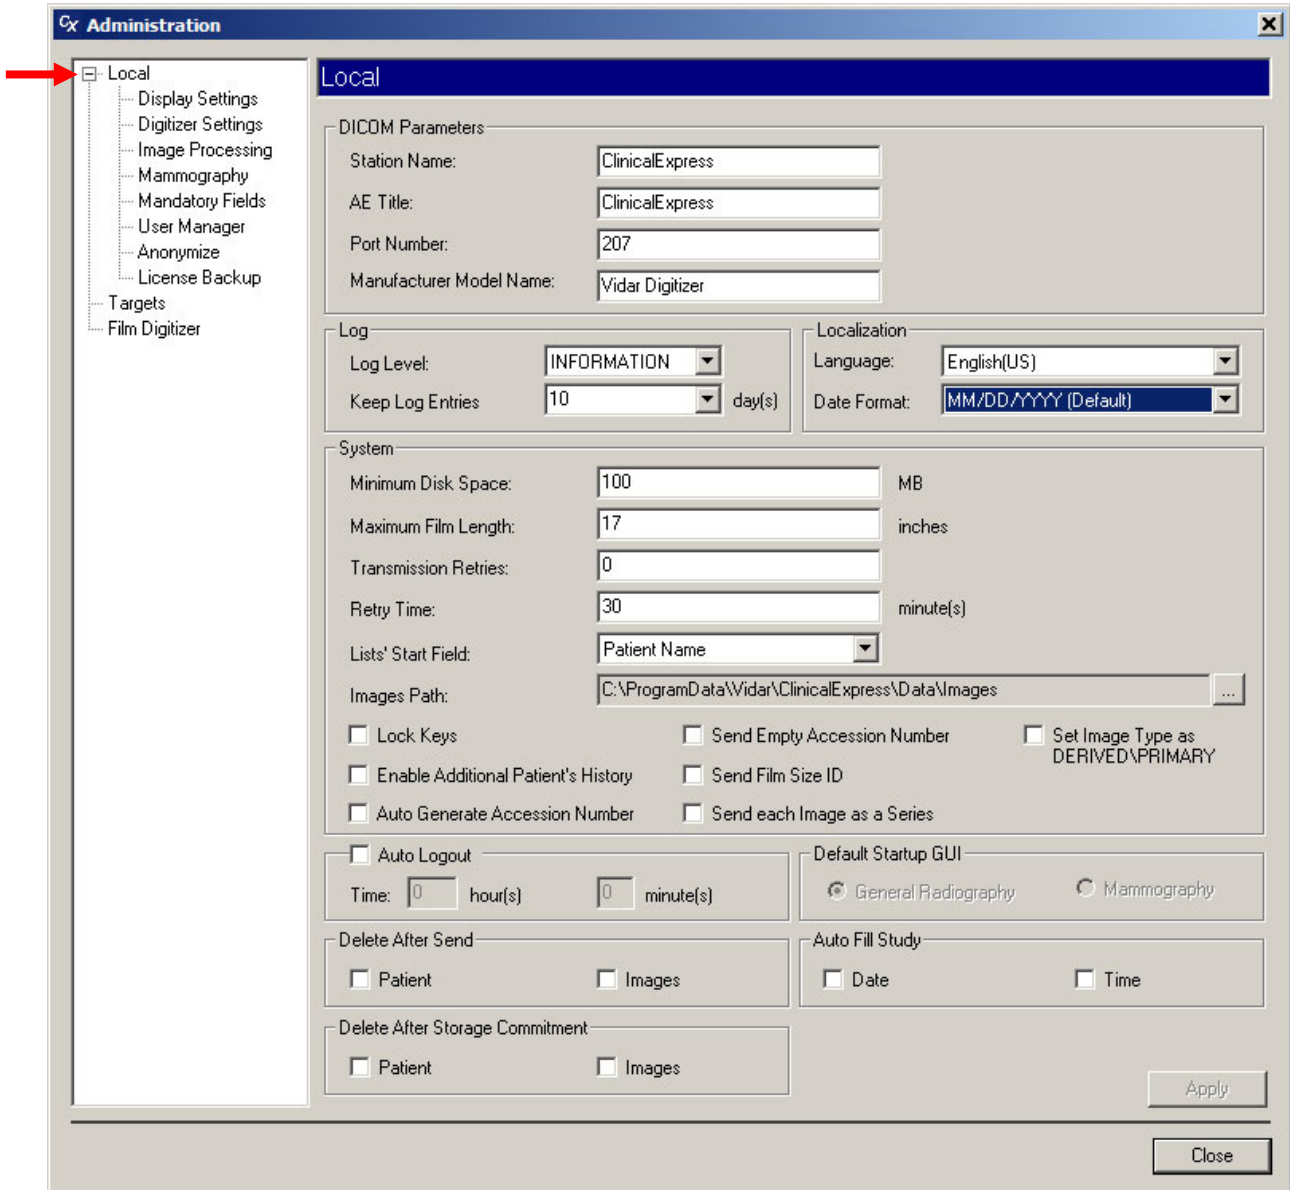 Cx Administration
Local
Display Settings
Digitizer Settings
Image Processing
Mammography
Mandatory Fields
User Manager
Anonymize
License Backup
Targets
Film Digitizer
Local
DICOM Parameters
Station Name: ClinicalExpress
AE Title: ClinicalExpress
Port Number: 207
Manufacturer Model Name: Vidar Digitizer
Log
Log Level: INFORMATION
Keep Log Entries 10 day(s)
Localization
Language: English(US)
Date Format: MM/DD/YYYY (Default)
System
Minimum Disk Space: 100 MB
Maximum Film Length: 17 inches
Transmission Retries: 0
Retry Time: 30 minute(s)
Lists' Start Field: Patient Name
Images Path: C:\ProgramData\Vidar\ClinicalExpress\Data\Images ...
Lock Keys
Send Empty Accession Number
Set Image Type as
DERIVED\PRIMARY
Enable Additional Patient's History
Send Film Size ID
Auto Generate Accession Number
Send each Image as a Series
Auto Logout
Time: 0 hour(s) 0 minute(s)
Default Startup GUI
General Radiography Mammography
Delete After Send
Patient Images
Auto Fill Study
Date Time
Delete After Storage Commitment
Patient Images
Apply
Close